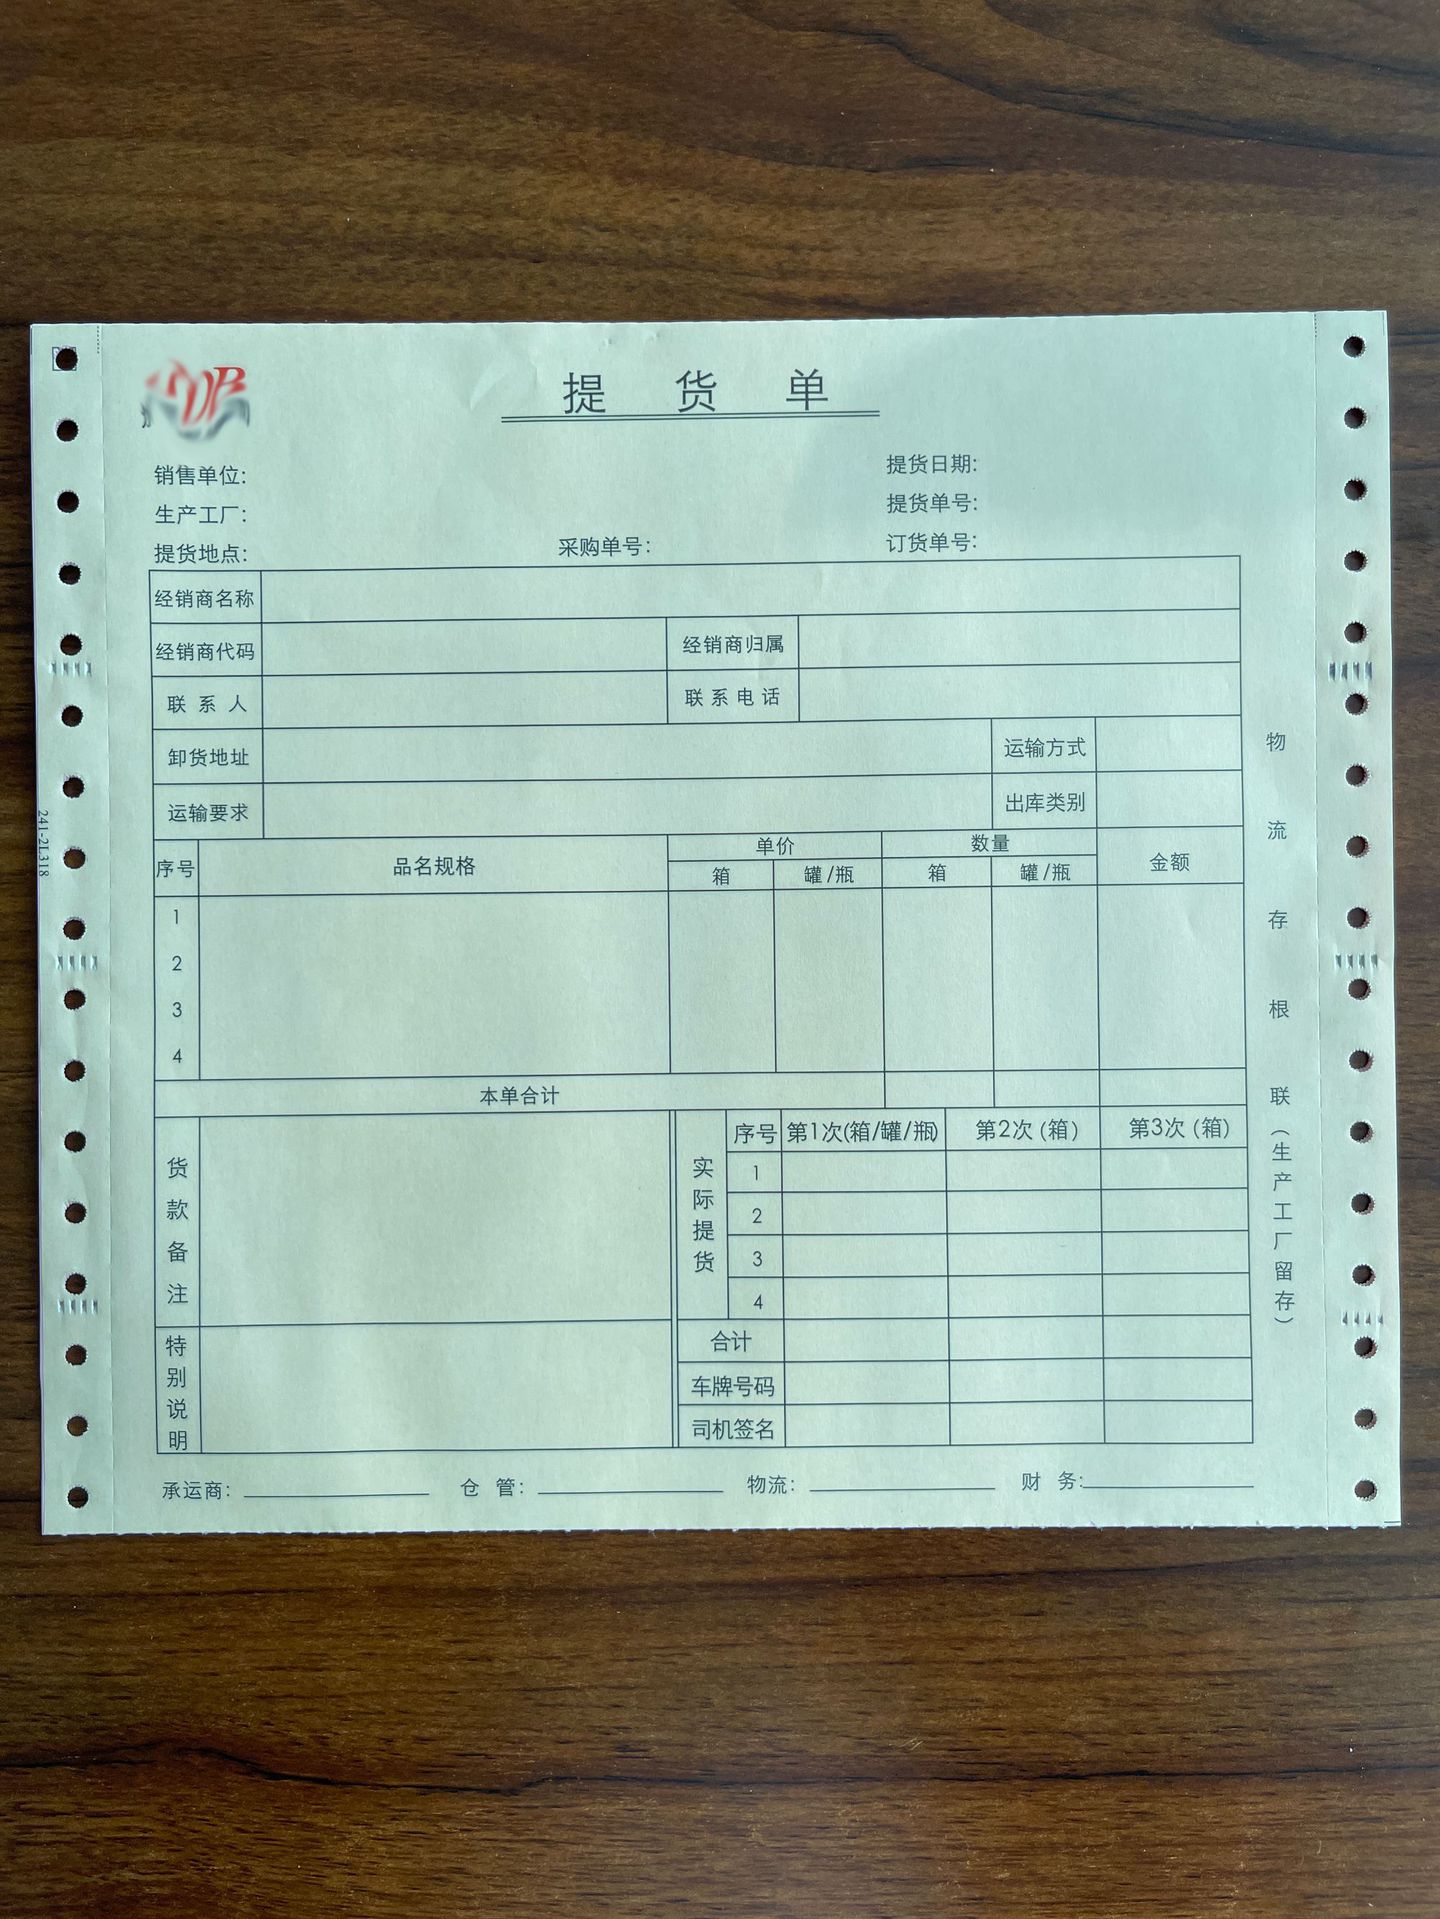 提 货 单
销售单位:
提货日期:
生产工厂:
提货单号:
提货地点:
采购单号:
订货单号:
经销商名称
经销商代码
经销商归属
联系人
联系电话
卸货地址
运输方式
运输要求
出库类别
序号
品名规格
单价
数量
金额
箱
罐/瓶
箱
罐/瓶
1
2
3
4
本单合计
货款备注
实际提货
序号
第1次(箱/罐/瓶)
第2次(箱)
第3次(箱)
1
2
3
4
特别说明
合计
车牌号码
司机签名
承运商:
仓 管:
物流:
财 务:
物流存根联(生产工厂留存)
241-2L318